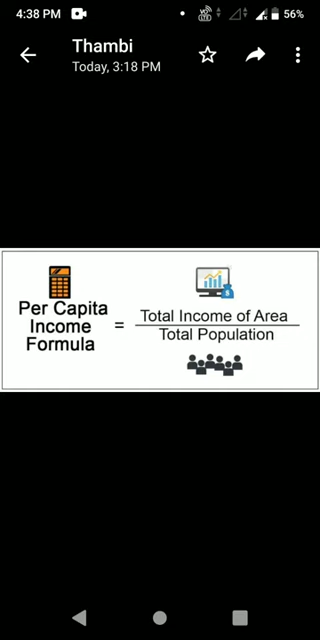 4:38 PM
56%
Thambi
Today, 3:18 PM
Per Capita
Income
Formula
=
Total Income of Area
Total Population